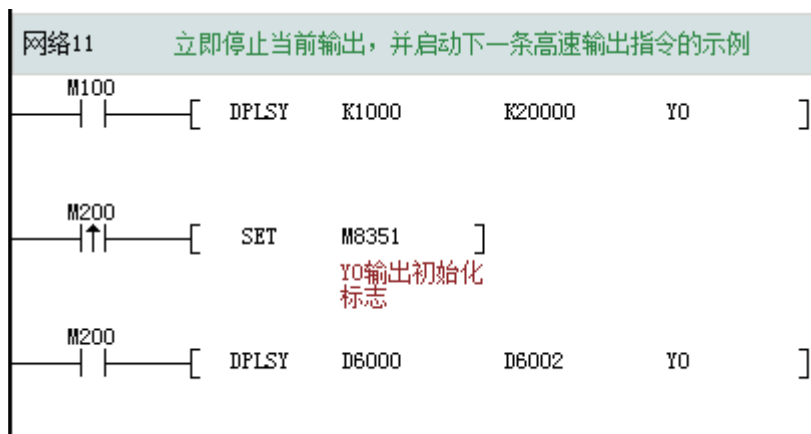 网络11 立即停止当前输出，并启动下一条高速输出指令的示例
M100
DPLSY K1000 K20000 Y0
M200
SET M8351
Y0输出初始化
标志
M200
DPLSY D6000 D6002 Y0